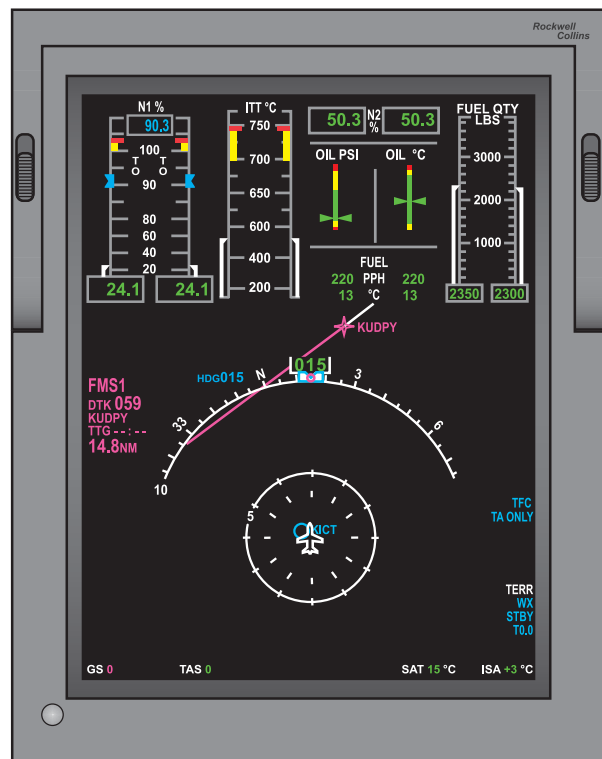 Rockwell
Collins
N1 %
90.3
100
T
O
T
O
90
80
60
40
20
24.1
24.1
ITT °C
750
700
650
600
400
200
50.3
N2
%
50.3
OIL PSI
OIL °C
FUEL QTY
LBS
3000
2000
1000
2350
2300
FUEL
220
PPH
220
13
°C
13
KUDPY
HDG015
015
N
3
33
6
10
FMS1
DTK 059
KUDPY
TTG --:--
14.8NM
5
KICT
TFC
TA ONLY
TERR
WX
STBY
T0.0
GS 0
TAS 0
SAT 15 °C
ISA +3 °C